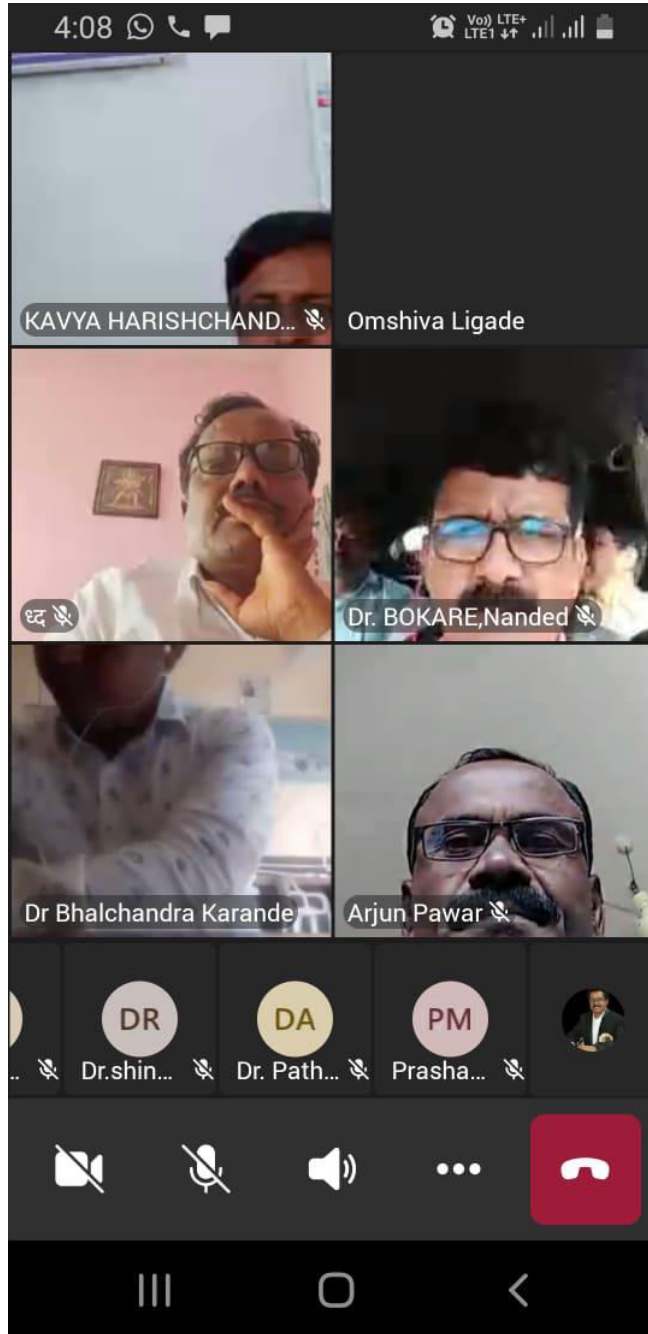 4:08
Vo)) LTE+
LTE1
KAVYA HARISHCHAND...
Omshiva Ligade
ध्द
Dr. BOKARE,Nanded
Dr Bhalchandra Karande
Arjun Pawar
DR
DA
PM
..
Dr.shin...
Dr. Path...
Prasha...